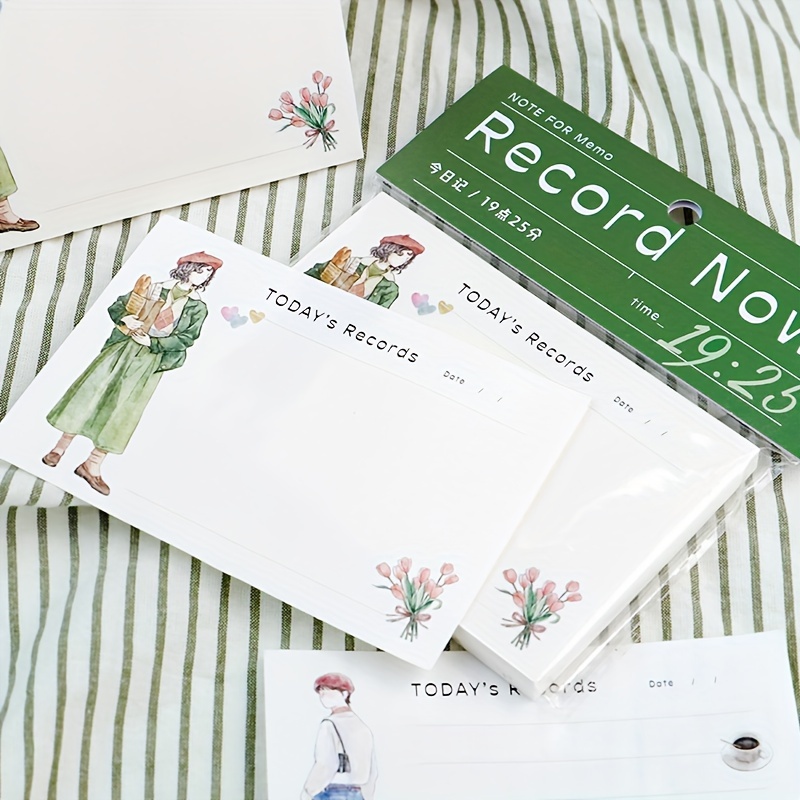 NOTE FOR Memo
Record Now
今日记 / 19点25分
time_
19:25
TODAY's Records
Date / /
TODAY's Records
Date / /
TODAY's Records
Date / /